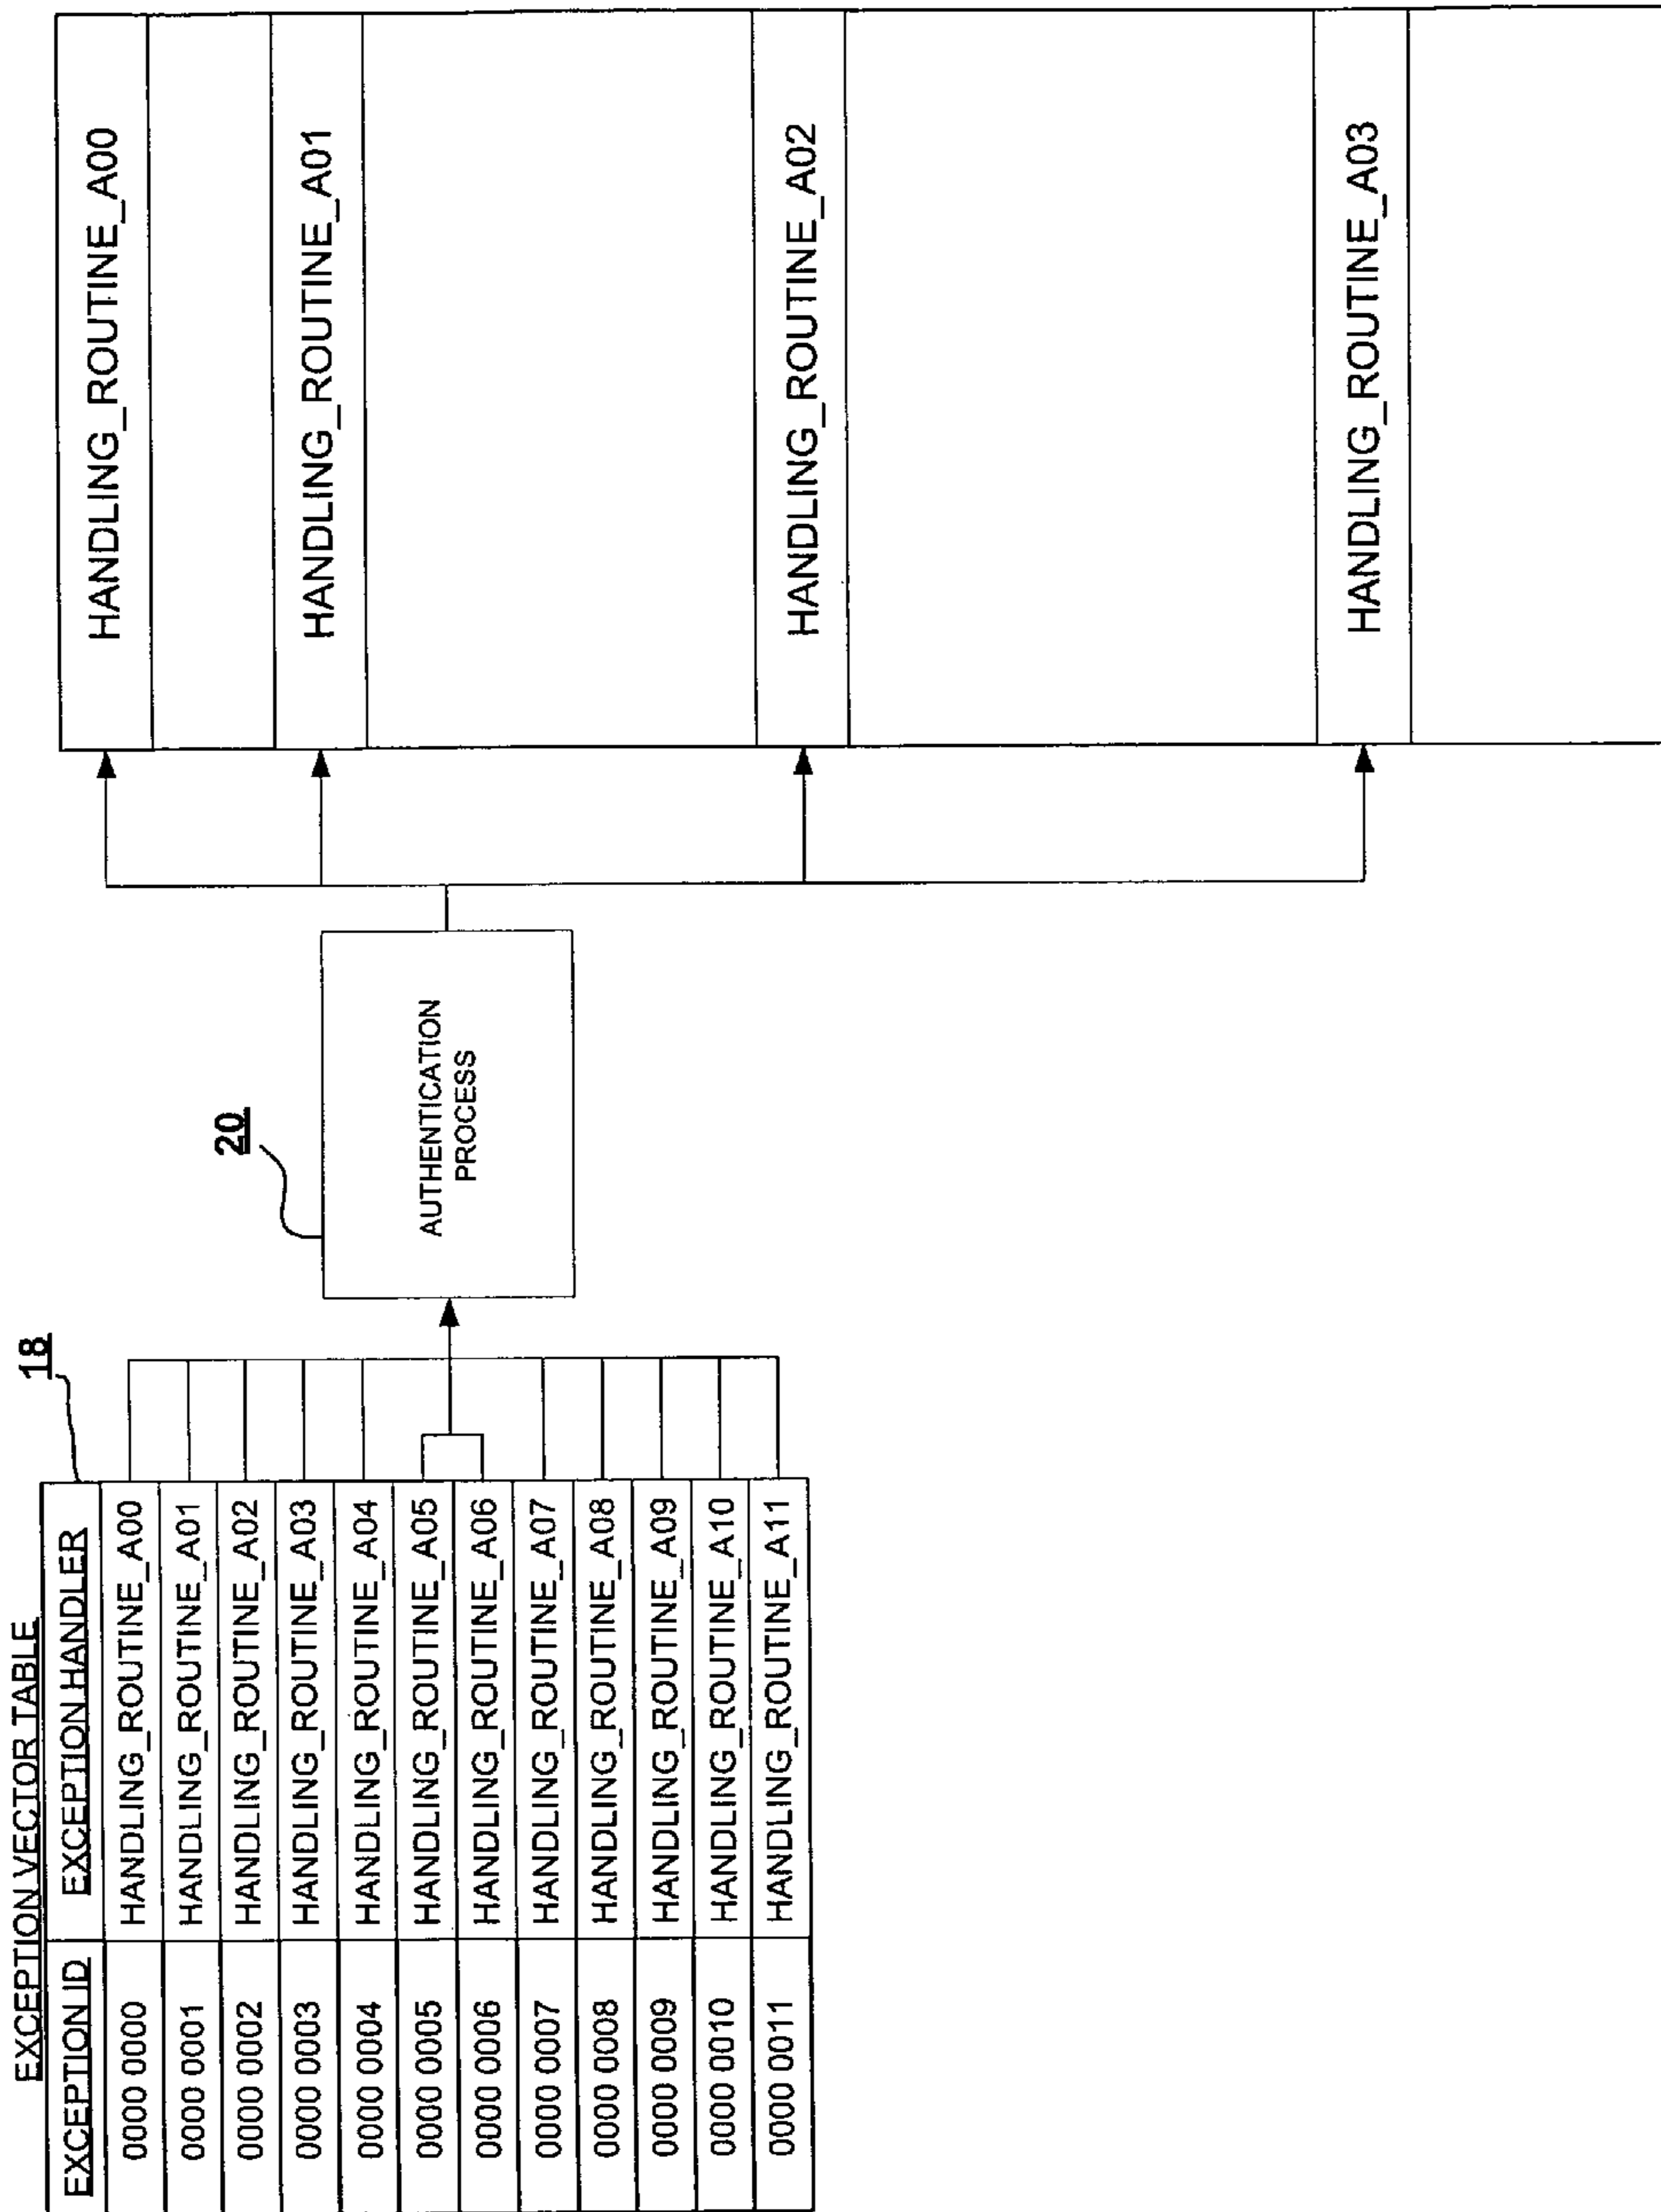 EXCEPTION VECTOR TABLE
18
EXCEPTION ID EXCEPTION HANDLER
0000 0000 HANDLING_ROUTINE_A00
0000 0001 HANDLING_ROUTINE_A01
0000 0002 HANDLING_ROUTINE_A02
0000 0003 HANDLING_ROUTINE_A03
0000 0004 HANDLING_ROUTINE_A04
0000 0005 HANDLING_ROUTINE_A05
0000 0006 HANDLING_ROUTINE_A06
0000 0007 HANDLING_ROUTINE_A07
0000 0008 HANDLING_ROUTINE_A08
0000 0009 HANDLING_ROUTINE_A09
0000 0010 HANDLING_ROUTINE_A10
0000 0011 HANDLING_ROUTINE_A11
20
AUTHENTICATION
PROCESS
HANDLING_ROUTINE_A00
HANDLING_ROUTINE_A01
HANDLING_ROUTINE_A02
HANDLING_ROUTINE_A03